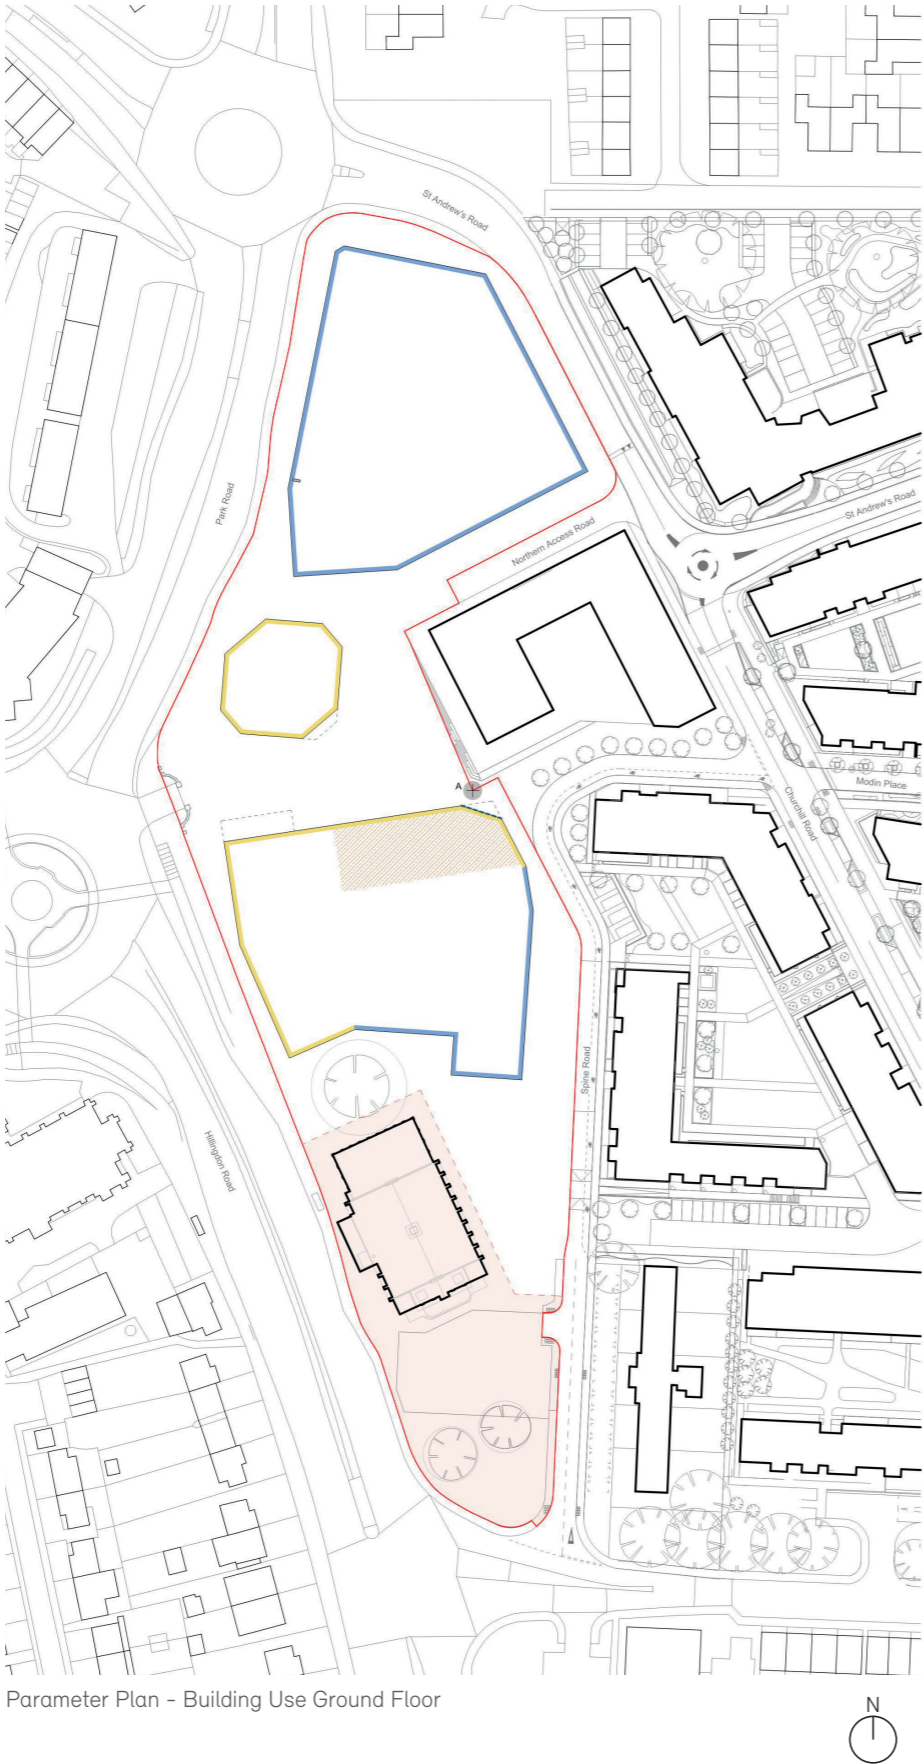 St Andrew's Road
Park Road
St Andrew's Road
Northern Access Road
A
Modin Place
Churchill Road
Spine Road
Hillingdon Road
Parameter Plan - Building Use Ground Floor
N